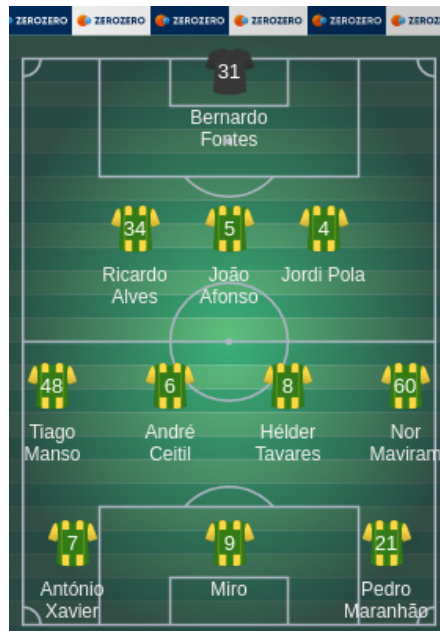 ZEROZERO ZEROZERO ZEROZERO ZEROZERO ZEROZERO ZEROZ
31
Bernardo
Fontes
34 5 4
Ricardo João Jordi Pola
Alves Afonso
48 6 8 60
Tiago André Hélder Nor
Manso Ceitil Tavares Maviram
7 9 21
António Miro Pedro
Xavier Maranhão